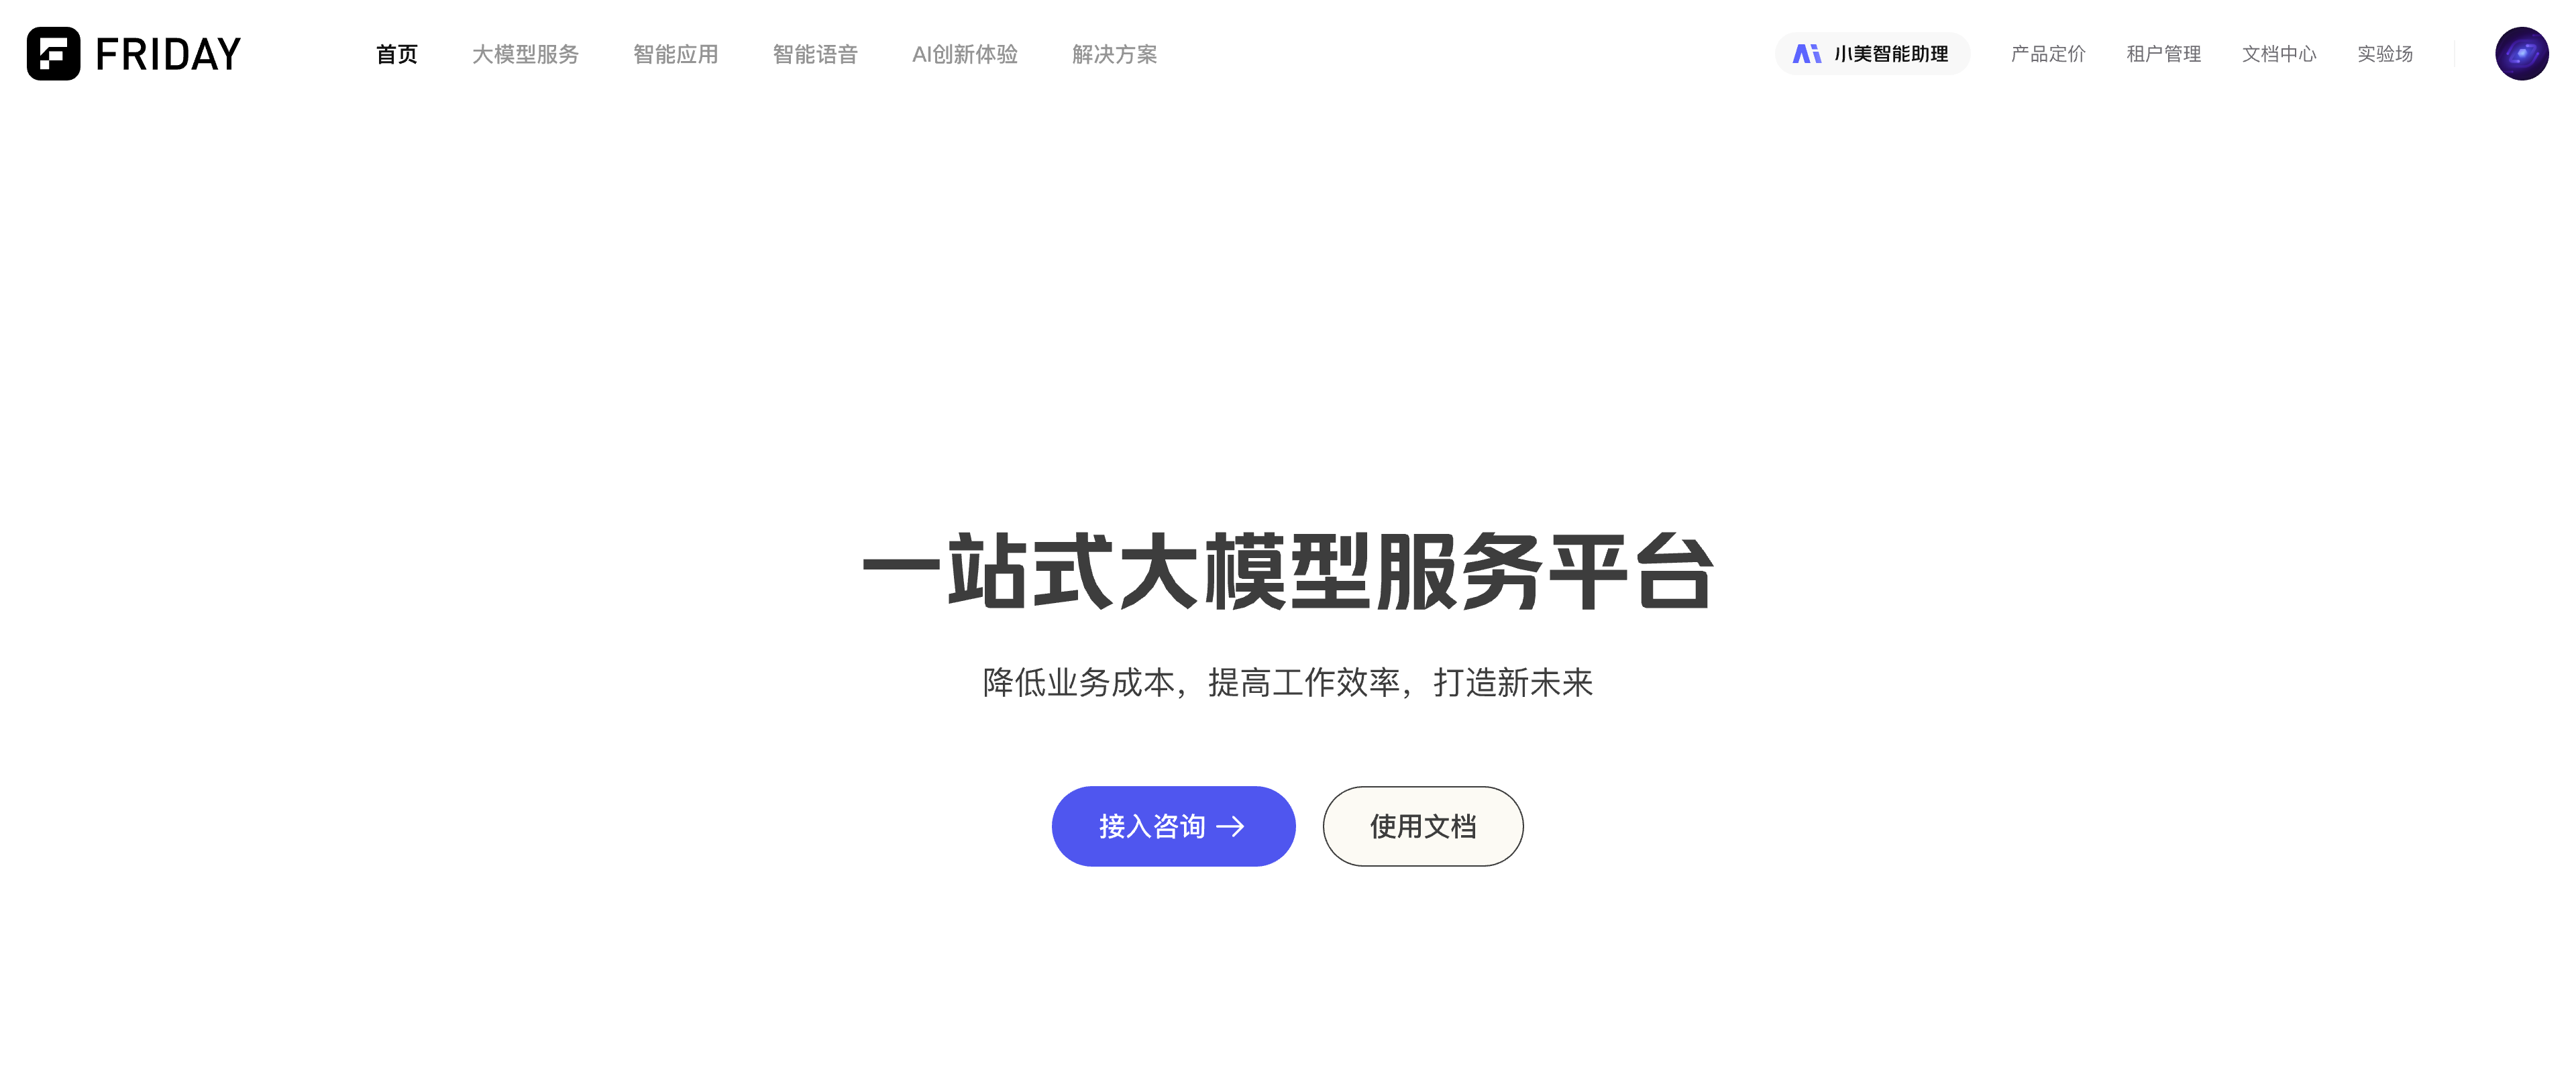 FRIDAY 首页 大模型服务 智能应用 智能语音 AI创新体验 解决方案 Ai 小美智能助理 产品定价 租户管理 文档中心 实验场
一站式大模型服务平台
降低业务成本，提高工作效率，打造新未来
接入咨询 → 使用文档